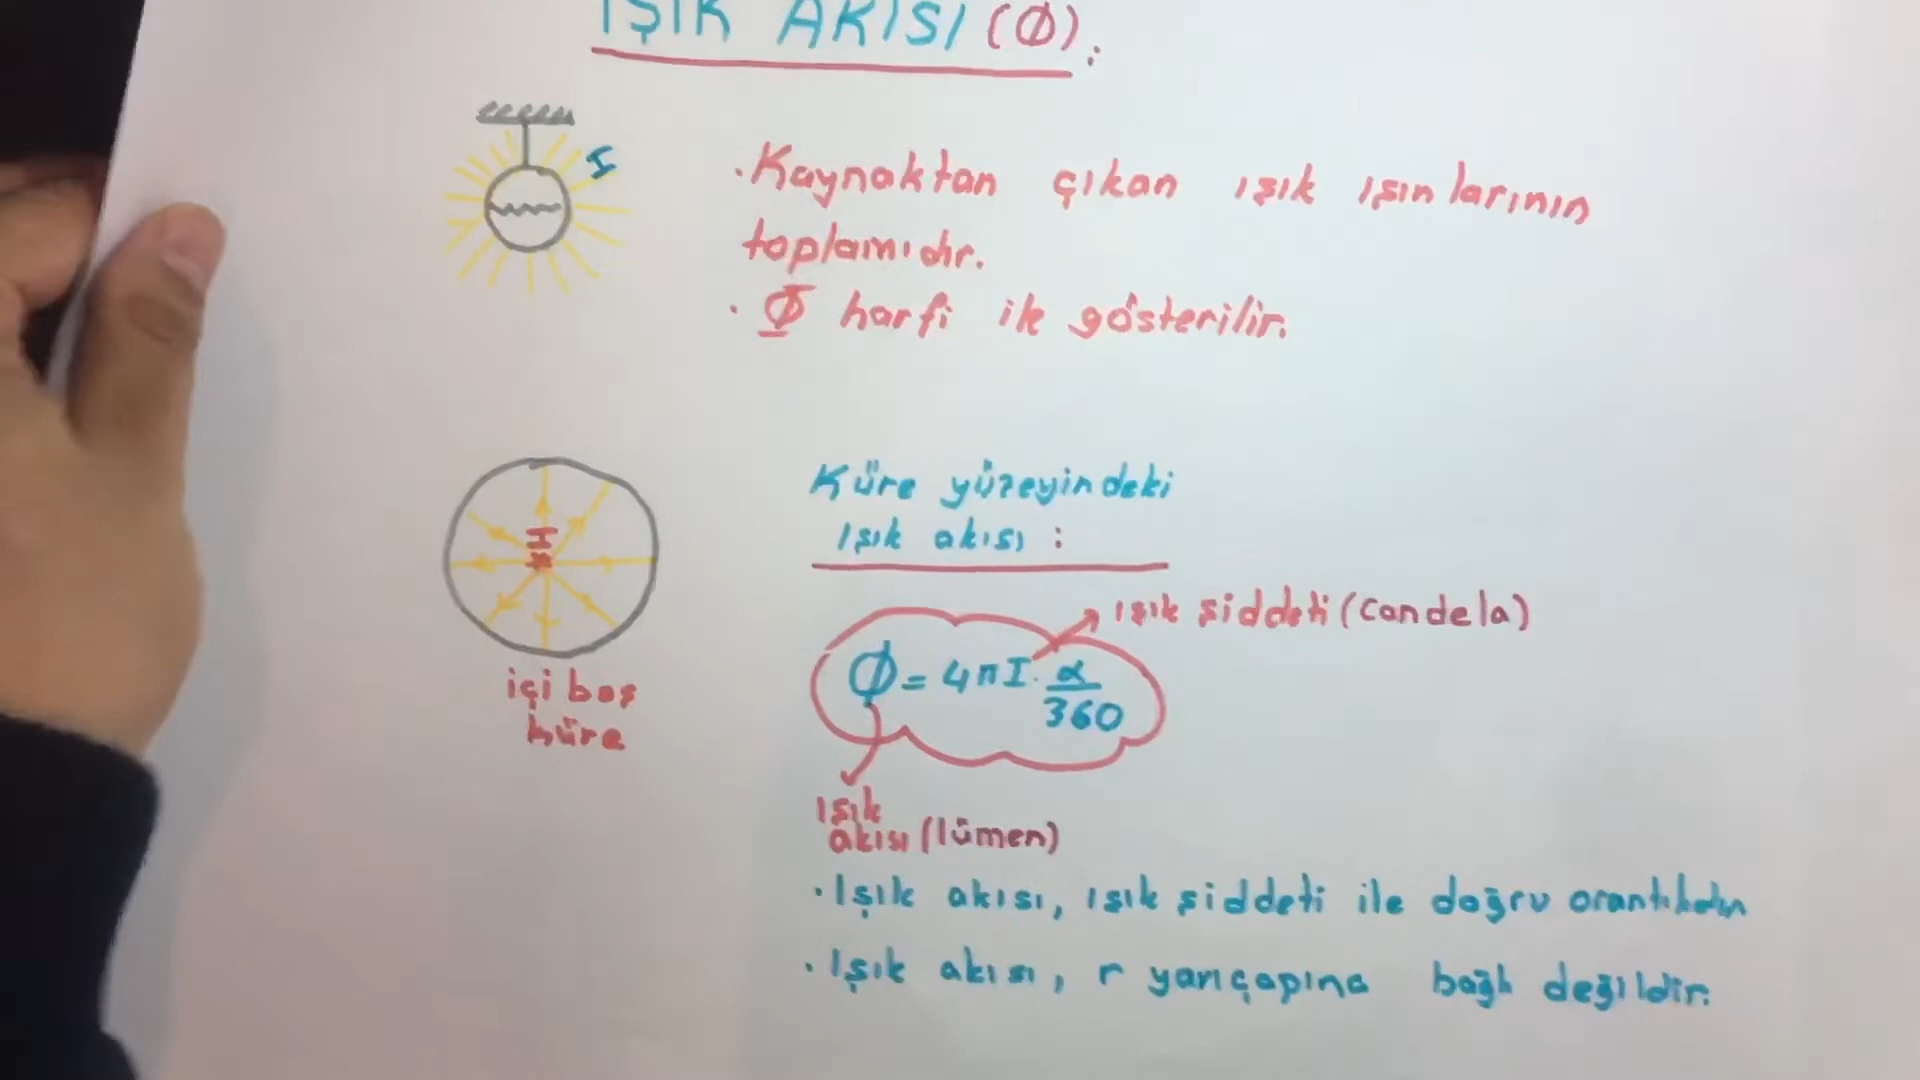 IŞIK AKISI (Φ):
I
• Kaynaktan çıkan ışık ışınlarının
toplamıdır.
• Φ harfi ile gösterilir.
Küre yüzeyindeki
ışık akısı :
I
içi boş
küre
ışık şiddeti (candela)
Φ = 4πI. α/360
ışık
akısı (lümen)
• Işık akısı, ışık şiddeti ile doğru orantılıdır
• Işık akısı, r yarıçapına bağlı değildir.